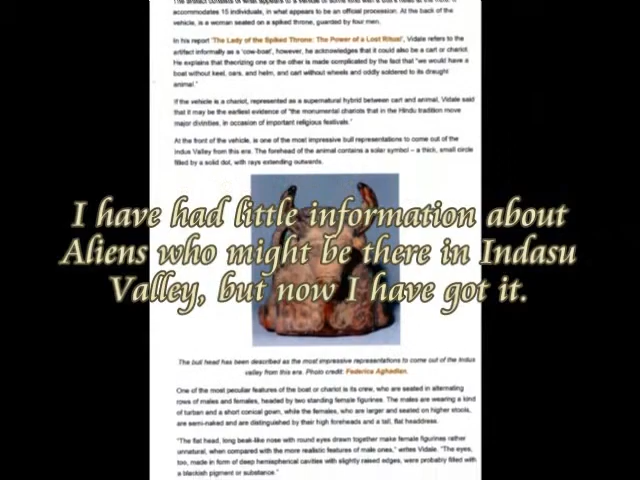 The artifact consists of what appears to a vehicle of some kind with a bull's head at the front. It
accommodates 15 individuals, in what appears to be an official procession. At the back of the
vehicle, is a woman seated on a spiked throne, guarded by four men.
In his report 'The Lady of the Spiked Throne: The Power of a Lost Ritual', Vidale refers to the
artifact informally as a 'cow-boat', however, he acknowledges that it could also be a cart or chariot.
He explains that theorizing one or the other is made complicated by the fact that "we would have a
boat without keel, oars, and helm, and cart without wheels and oddly soldered to its draught
animal."
If the vehicle is a chariot, represented as a supernatural hybrid between cart and animal, Vidale said
that it may be the earliest evidence of "the monumental chariots that in the Hindu tradition move
major divinities, in occasion of important religious festivals."
At the front of the vehicle, is one of the most impressive bull representations to come out of the
Indus Valley from this era. The forehead of the animal contains a solar symbol – a thick, small circle
filled by a solid dot, with rays extending outwards.
I have had little information about
Aliens who might be there in Indasu
Valley, but now I have got it.
The bull head has been described as the most impressive representations to come out of the Indus
valley from this era. Photo credit: Federica Aghadian.
One of the most peculiar features of the boat or chariot is its crew, who are seated in alternating
rows of males and females, headed by two standing female figurines. The males are wearing a kind
of turban and a short conical gown, while the females, who are larger and seated on higher stools,
are semi-naked and are distinguished by their high foreheads and a tall, flat headdress.
"The flat head, long beak-like nose with round eyes drawn together make female figurines rather
unnatural, when compared with the more realistic features of male ones," writes Vidale. "The eyes,
too, made in form of deep hemispherical cavities with slightly raised edges, were probably filled with
a blackish pigment or substance."